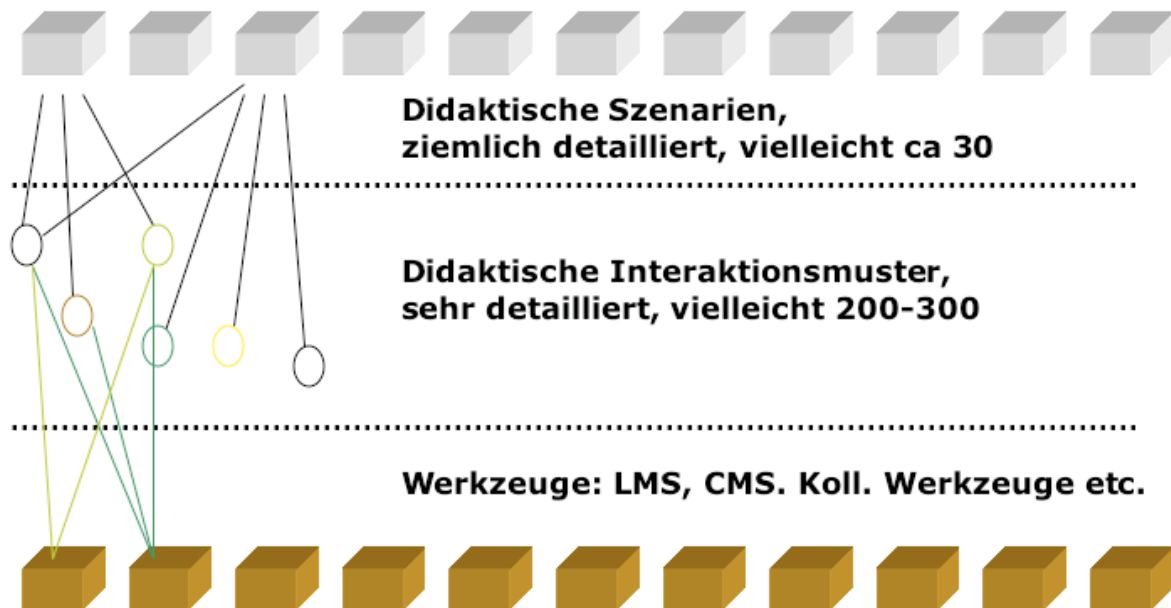 Didaktische Szenarien,
ziemlich detailliert, vielleicht ca 30
Didaktische Interaktionsmuster,
sehr detailliert, vielleicht 200-300
Werkzeuge: LMS, CMS. Koll. Werkzeuge etc.